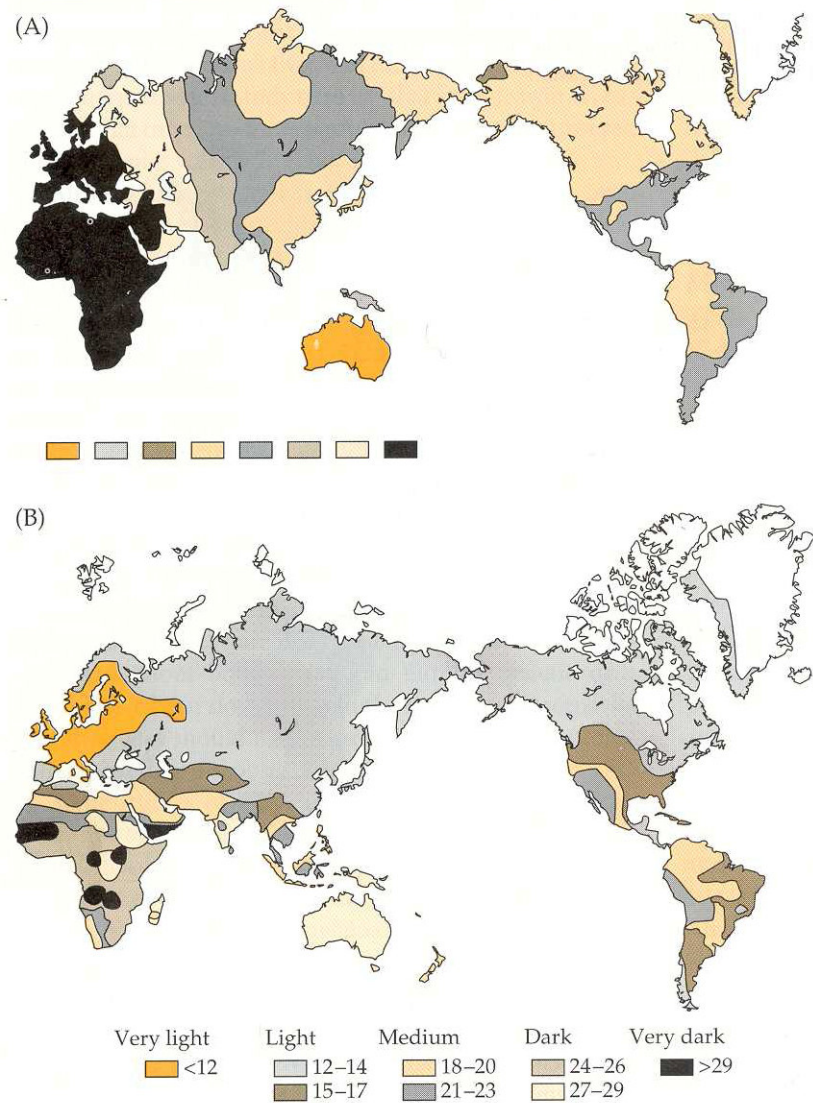 (A)
(B)
Very light Light Medium Dark Very dark
<12 12–14 18–20 24–26 >29
15–17 21–23 27–29